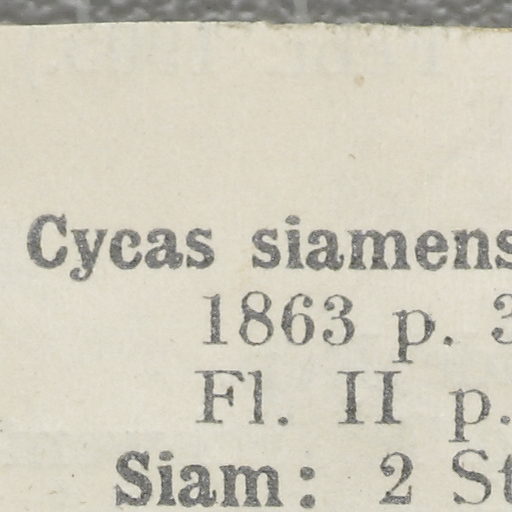 Cycas siamens
1863 p. 3
Fl. II p.
Siam: 2 St